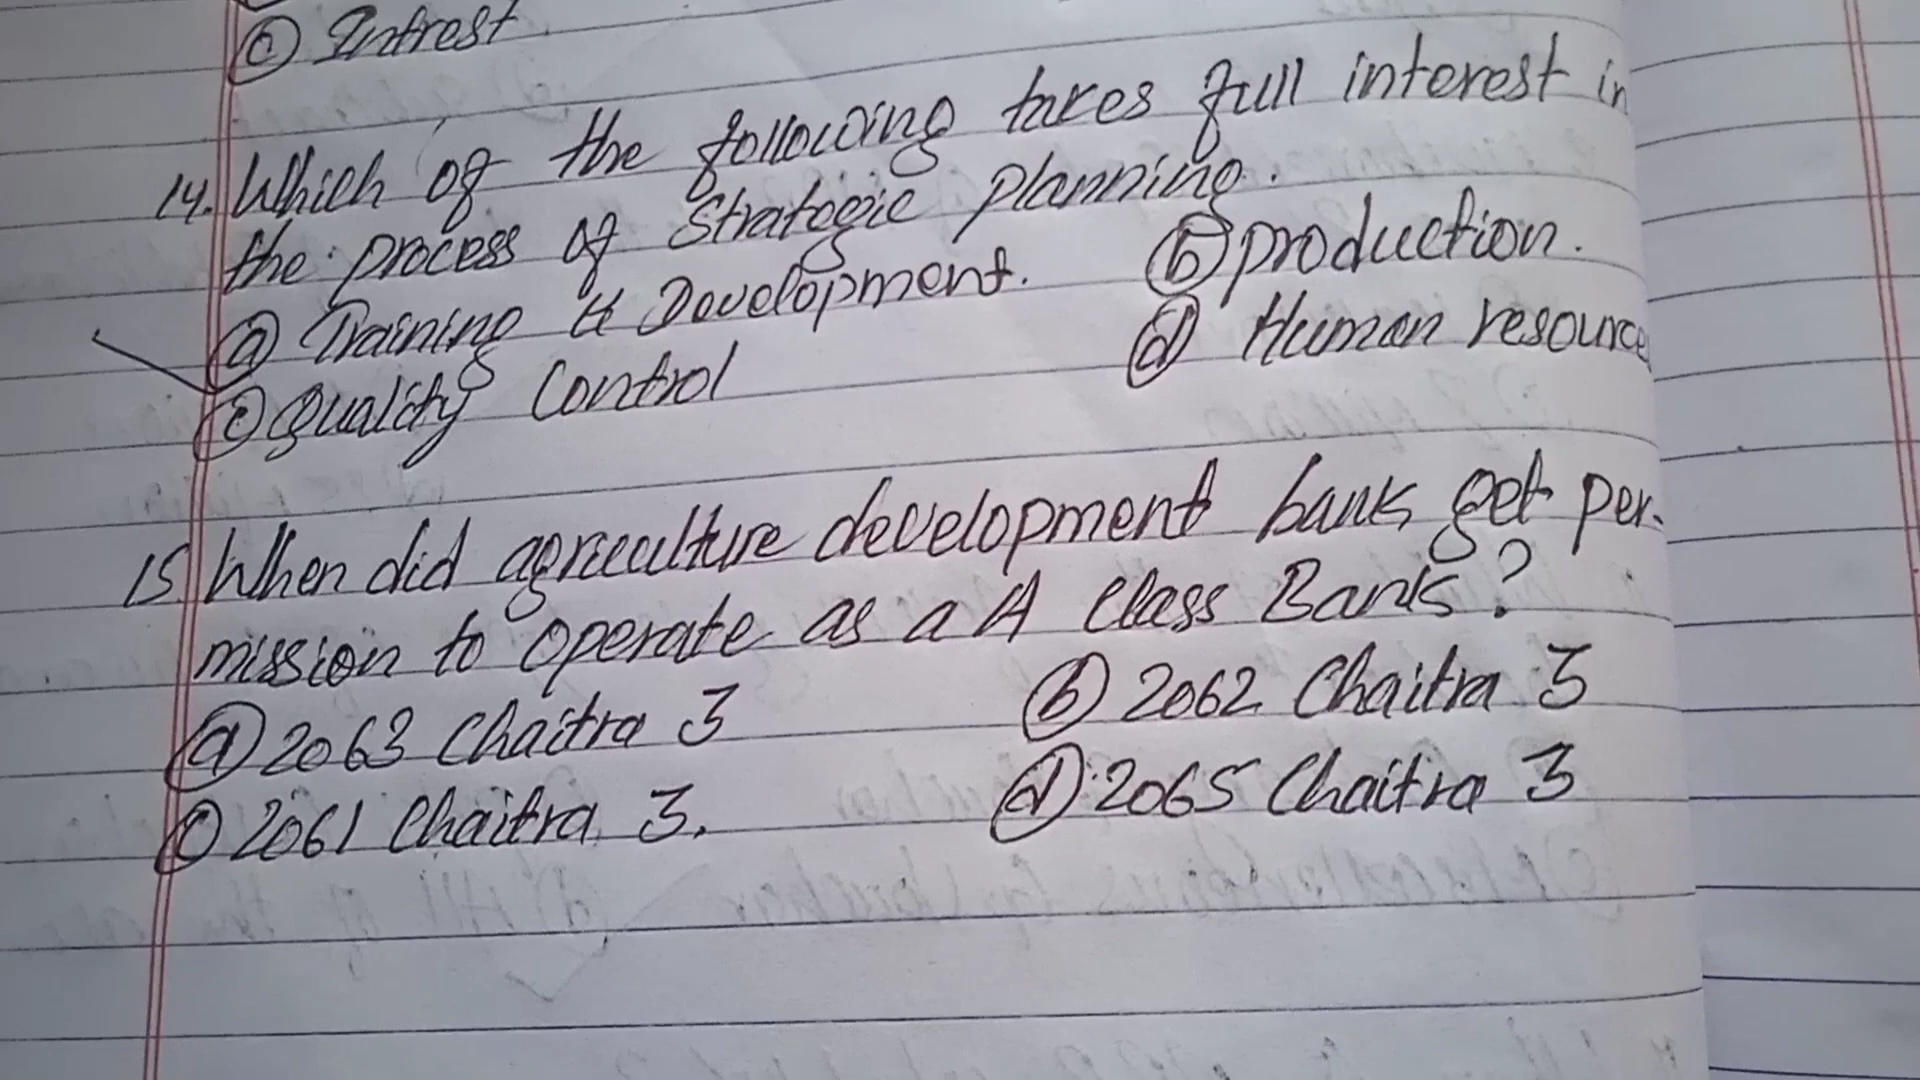 (c) Intrest.
14. Which of the following takes full interest in
the process of Strategic planning.
(a) Training & Development. (b) production.
(c) Quality Control (d) Human resource
15. When did agriculture development bank get per-
mission to operate as a A class Bank?
(a) 2063 Chaitra 3 (b) 2062 Chaitra 3
(c) 2061 Chaitra 3. (d) 2065 Chaitra 3